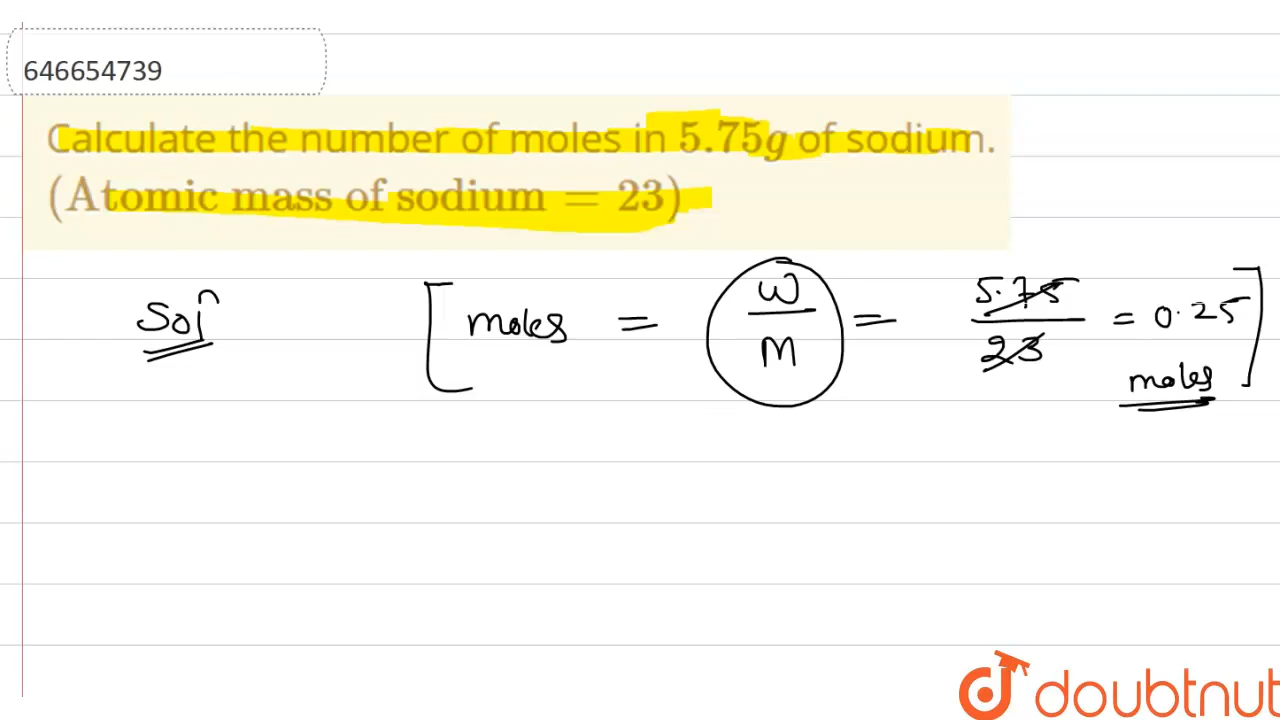 646654739
Calculate the number of moles in 5.75g of sodium.
(Atomic mass of sodium = 23)
Solⁿ [moles = w/M = 5.75/23 = 0.25 moles]
doubtnut